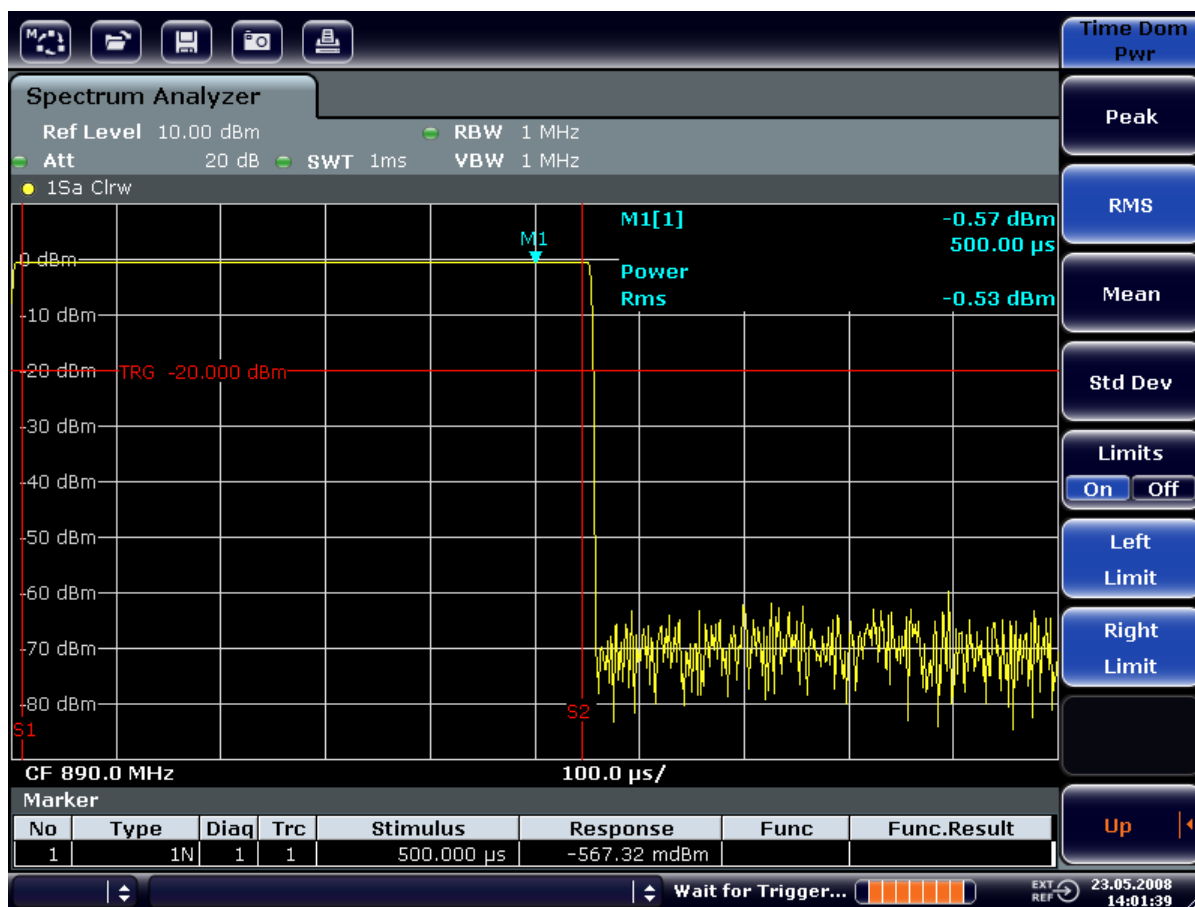 Time Dom
Pwr
Spectrum Analyzer
Ref Level 10.00 dBm RBW 1 MHz
Att 20 dB SWT 1ms VBW 1 MHz
1Sa Clrw
M1[1] -0.57 dBm
500.00 µs
Power
Rms -0.53 dBm
M1
0 dBm
-10 dBm
-20 dBm TRG -20.000 dBm
-30 dBm
-40 dBm
-50 dBm
-60 dBm
-70 dBm
-80 dBm
S1
S2
CF 890.0 MHz 100.0 µs/
Marker
No Type Diaq Trc Stimulus Response Func Func.Result
1 1N 1 1 500.000 µs -567.32 mdBm
Wait for Trigger... EXT REF 23.05.2008
14:01:39
Peak
RMS
Mean
Std Dev
Limits
On Off
Left
Limit
Right
Limit
Up
M